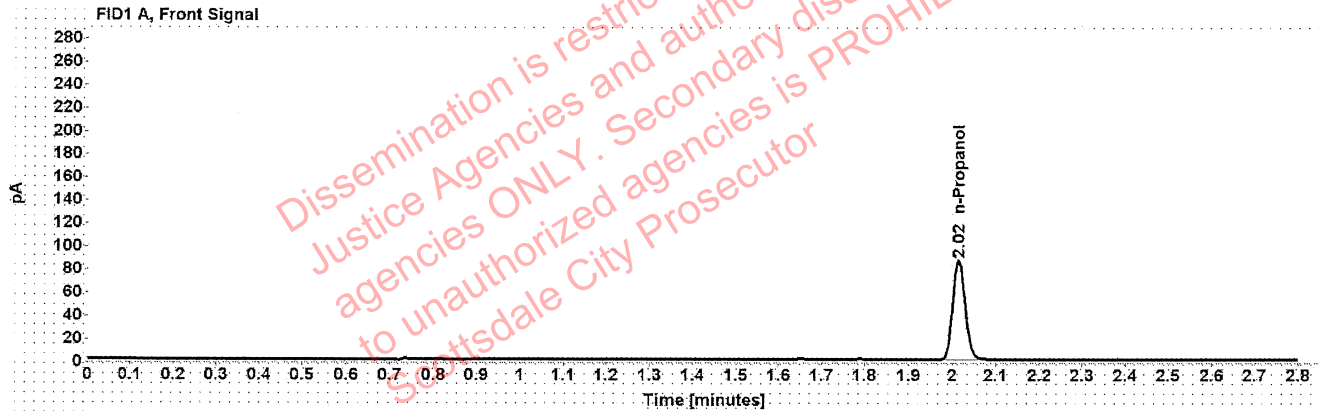 FID1 A, Front Signal
280
260
240
220
200
180
160
140
120
100
80
60
40
20
0
pA
2.02 n-Propanol
0 0.1 0.2 0.3 0.4 0.5 0.6 0.7 0.8 0.9 1 1.1 1.2 1.3 1.4 1.5 1.6 1.7 1.8 1.9 2 2.1 2.2 2.3 2.4 2.5 2.6 2.7 2.8
Time [minutes]
Dissemination is
Justice Agencies and
agencies ONLY. Secondary
to unauthorized agencies is
Scottsdale City Prosecutor